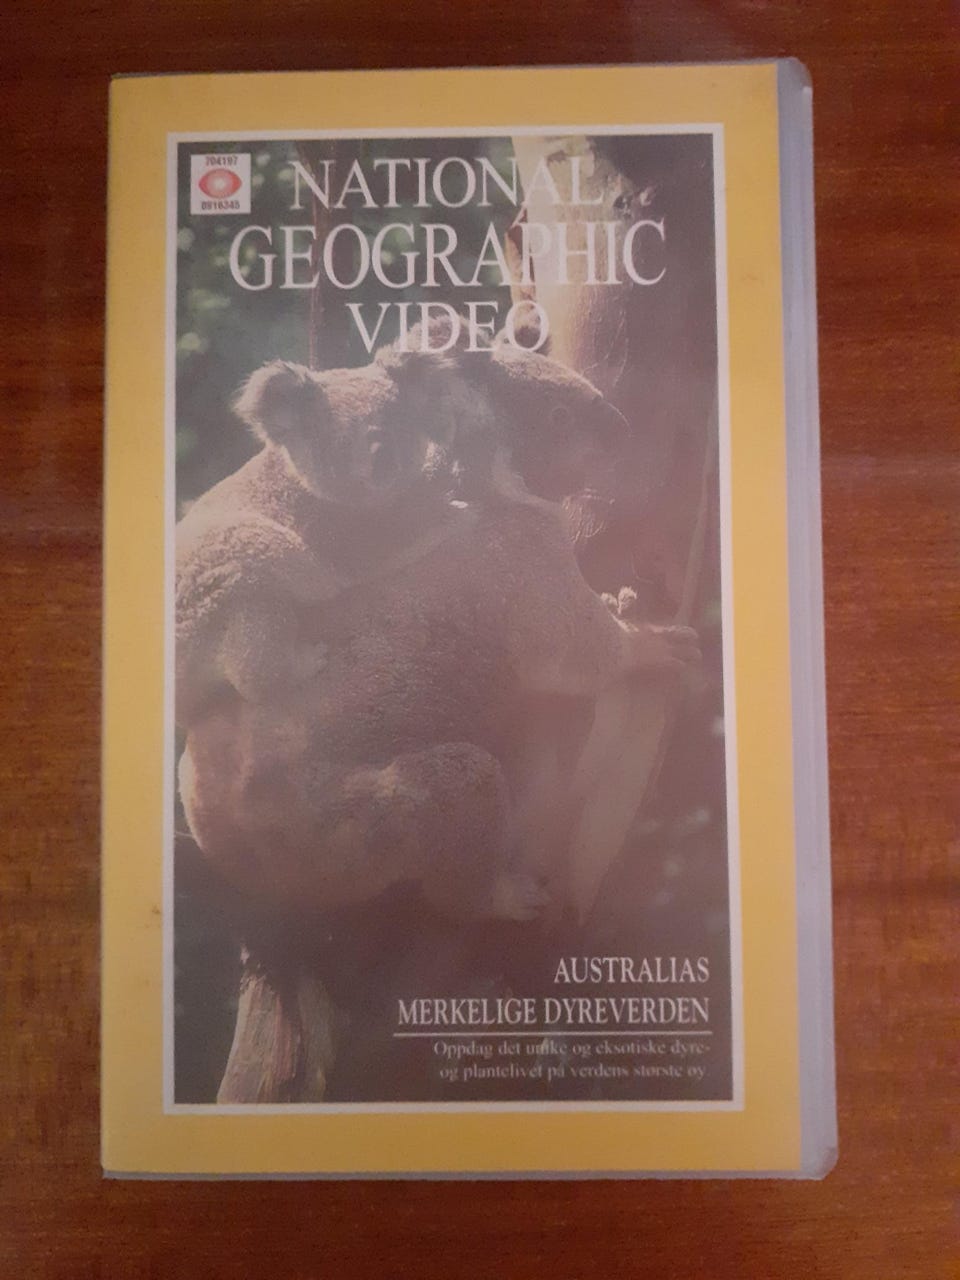 704197
0916345
NATIONAL
GEOGRAPHIC
VIDEO
AUSTRALIAS
MERKELIGE DYREVERDEN
Oppdag det unike og eksotiske dyre-
og plantelivet på verdens største øy.